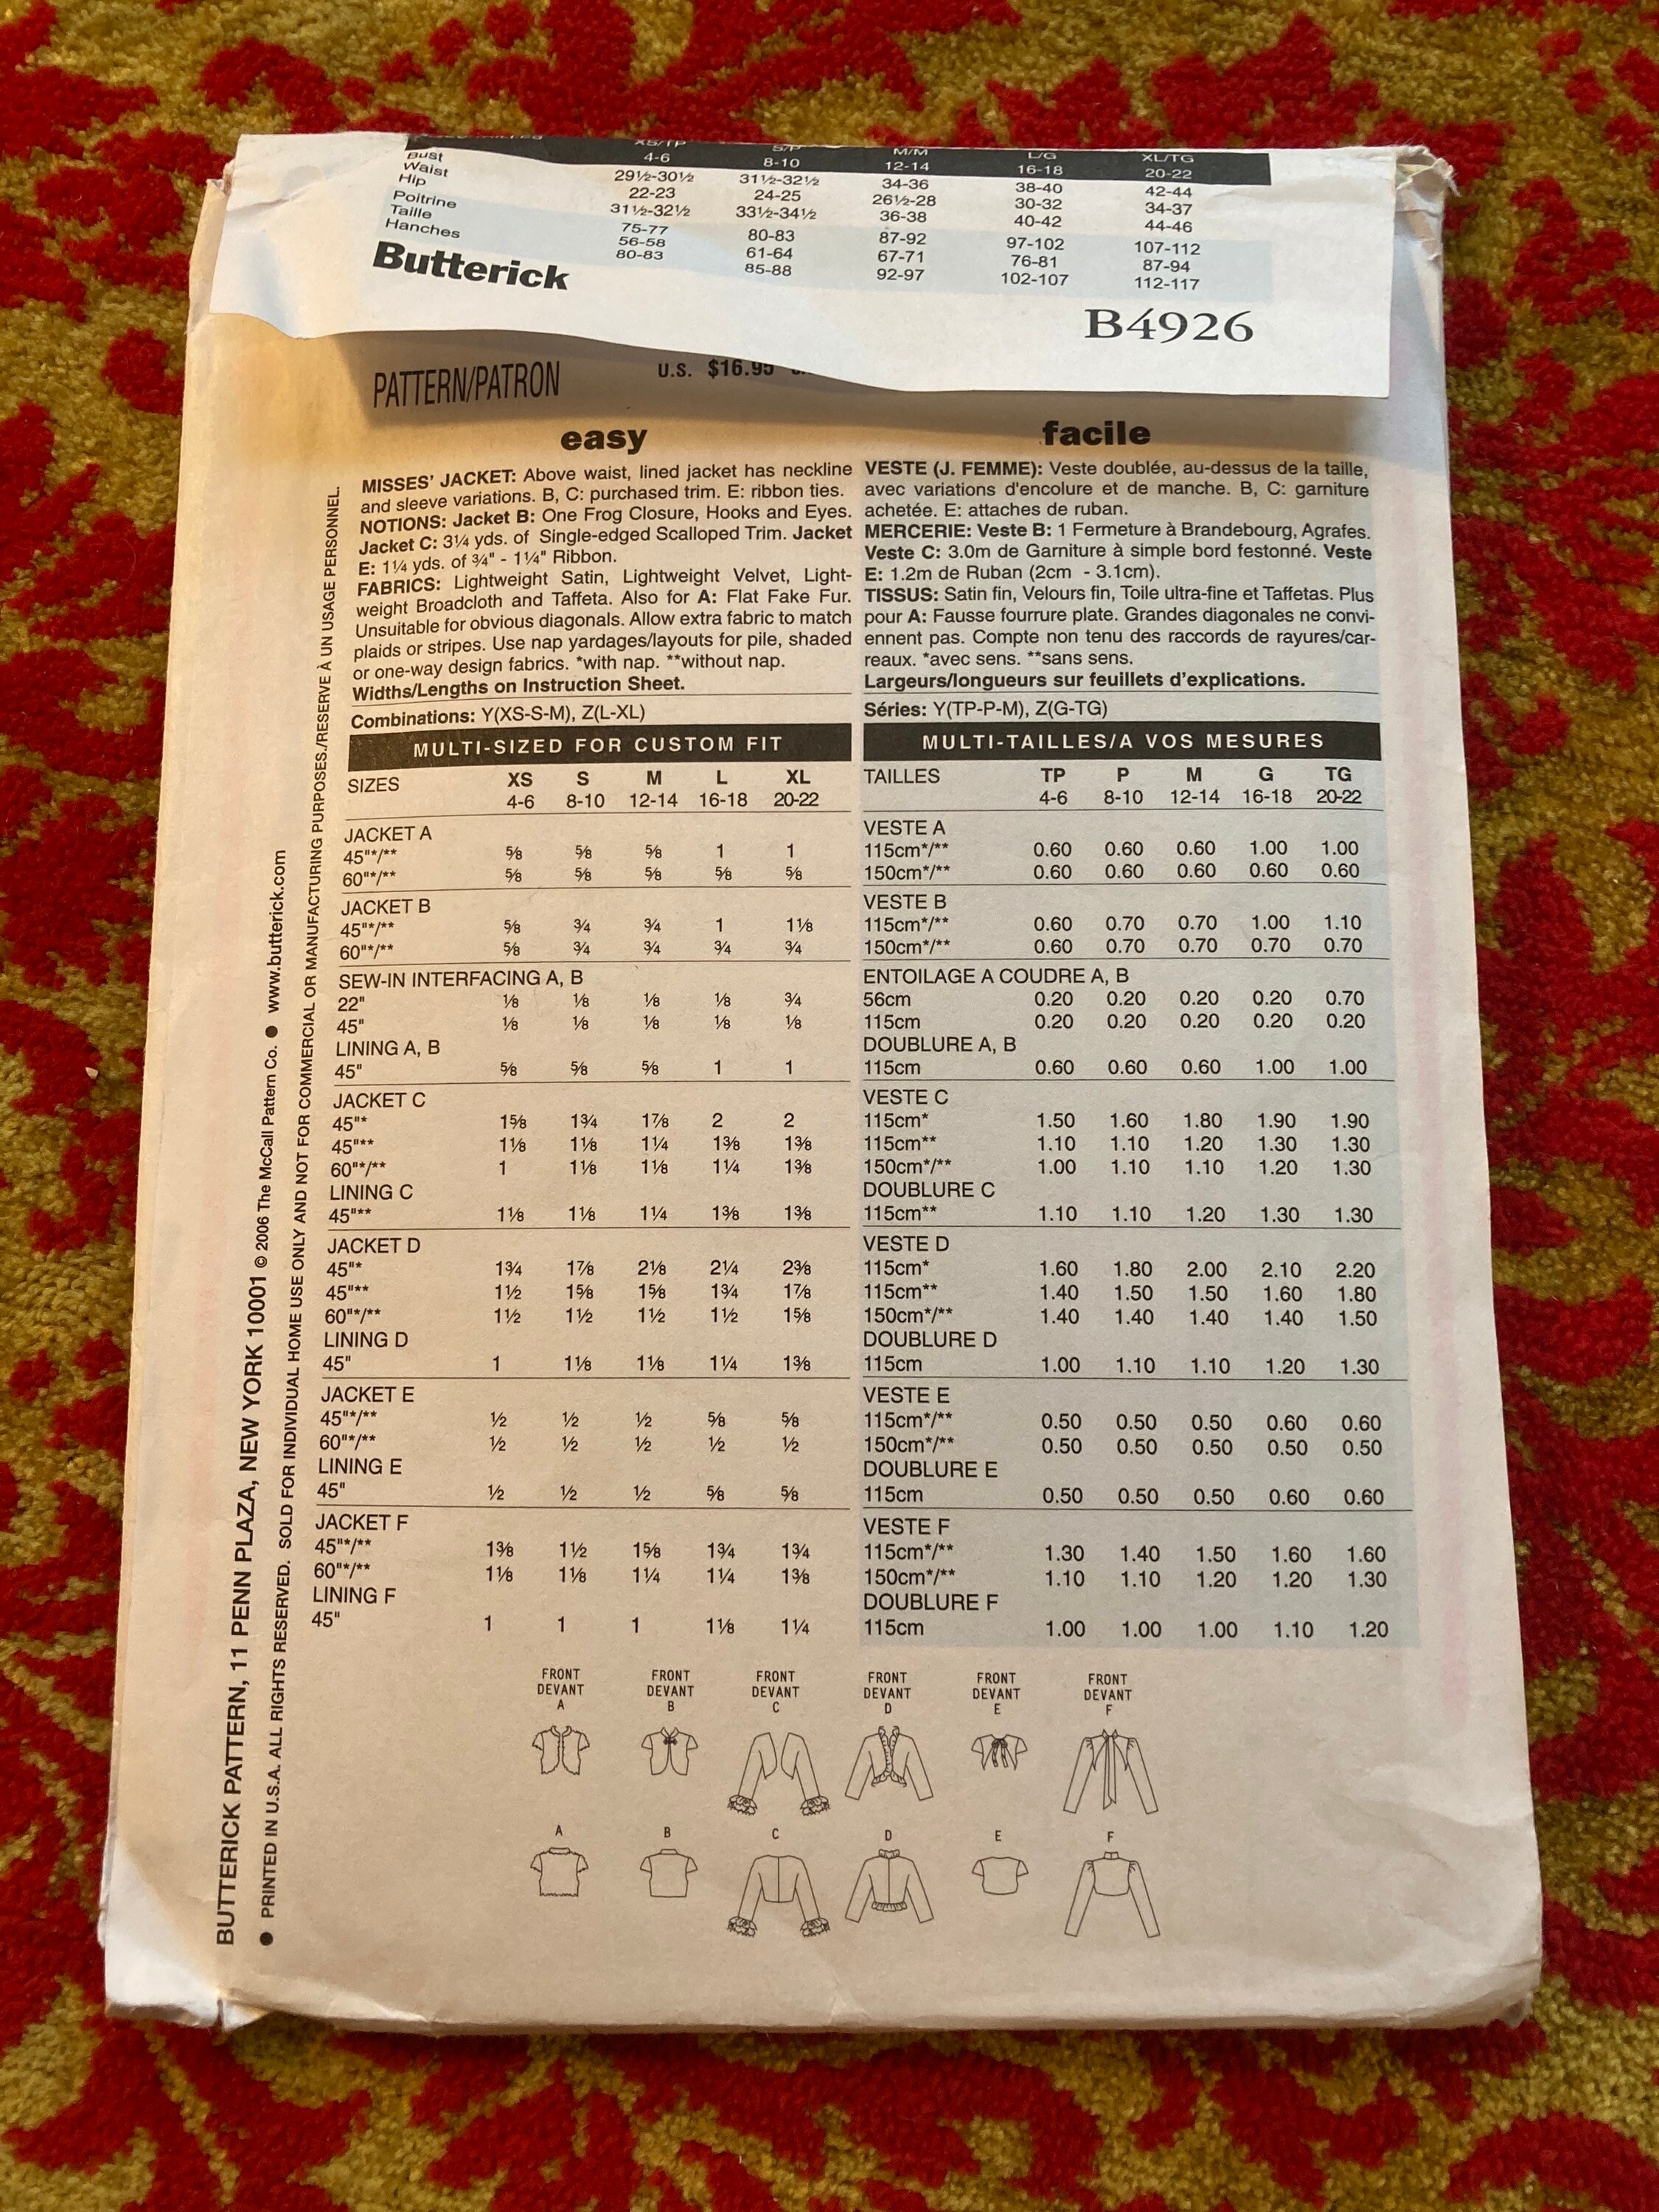 XS/TP S/P M/M L/G XL/TG
4-6 8-10 12-14 16-18 20-22
Bust 29½-30½ 31½-32½ 34-36 38-40 42-44
Waist 22-23 24-25 26½-28 30-32 34-37
Hip 31½-32½ 33½-34½ 36-38 40-42 44-46
Poitrine 75-77 80-83 87-92 97-102 107-112
Taille 56-58 61-64 67-71 76-81 87-94
Hanches 80-83 85-88 92-97 102-107 112-117
Butterick
B4926
PATTERN/PATRON
U.S. $16.95
easy
MISSES' JACKET: Above waist, lined jacket has neckline
and sleeve variations. B, C: purchased trim. E: ribbon ties.
NOTIONS: Jacket B: One Frog Closure, Hooks and Eyes.
Jacket C: 3¼ yds. of Single-edged Scalloped Trim. Jacket
E: 1¼ yds. of ¾" - 1¼" Ribbon.
FABRICS: Lightweight Satin, Lightweight Velvet, Light-
weight Broadcloth and Taffeta. Also for A: Flat Fake Fur.
Unsuitable for obvious diagonals. Allow extra fabric to match
plaids or stripes. Use nap yardages/layouts for pile, shaded
or one-way design fabrics. *with nap. **without nap.
Widths/Lengths on Instruction Sheet.
Combinations: Y(XS-S-M), Z(L-XL)
MULTI-SIZED FOR CUSTOM FIT
SIZES XS S M L XL
4-6 8-10 12-14 16-18 20-22
JACKET A
45"*/** ⅝ ⅝ ⅝ 1 1
60"*/** ⅝ ⅝ ⅝ ⅝ ⅝
JACKET B
45"*/** ⅝ ¾ ¾ 1 1⅛
60"*/** ⅝ ¾ ¾ ¾ ¾
SEW-IN INTERFACING A, B
22" ⅛ ⅛ ⅛ ⅛ ¾
45" ⅛ ⅛ ⅛ ⅛ ⅛
LINING A, B
45" ⅝ ⅝ ⅝ 1 1
JACKET C
45"* 1⅝ 1¾ 1⅞ 2 2
45"** 1⅛ 1⅛ 1¼ 1⅜ 1⅜
60"*/** 1 1⅛ 1⅛ 1¼ 1⅜
LINING C
45"** 1⅛ 1⅛ 1¼ 1⅜ 1⅜
JACKET D
45"* 1¾ 1⅞ 2⅛ 2¼ 2⅜
45"** 1½ 1⅝ 1⅝ 1¾ 1⅞
60"*/** 1½ 1½ 1½ 1½ 1⅝
LINING D
45" 1 1⅛ 1⅛ 1¼ 1⅜
JACKET E
45"*/** ½ ½ ½ ⅝ ⅝
60"*/** ½ ½ ½ ½ ½
LINING E
45" ½ ½ ½ ⅝ ⅝
JACKET F
45"*/** 1⅜ 1½ 1⅝ 1¾ 1¾
60"*/** 1⅛ 1⅛ 1¼ 1¼ 1⅜
LINING F
45" 1 1 1 1⅛ 1¼
facile
VESTE (J. FEMME): Veste doublée, au-dessus de la taille,
avec variations d'encolure et de manche. B, C: garniture
achetée. E: attaches de ruban.
MERCERIE: Veste B: 1 Fermeture à Brandebourg, Agrafes.
Veste C: 3.0m de Garniture à simple bord festonné. Veste
E: 1.2m de Ruban (2cm - 3.1cm).
TISSUS: Satin fin, Velours fin, Toile ultra-fine et Taffetas. Plus
pour A: Fausse fourrure plate. Grandes diagonales ne convi-
ennent pas. Compte non tenu des raccords de rayures/car-
reaux. *avec sens. **sans sens.
Largeurs/longueurs sur feuillets d'explications.
Séries: Y(TP-P-M), Z(G-TG)
MULTI-TAILLES/A VOS MESURES
TAILLES TP P M G TG
4-6 8-10 12-14 16-18 20-22
VESTE A
115cm*/** 0.60 0.60 0.60 1.00 1.00
150cm*/** 0.60 0.60 0.60 0.60 0.60
VESTE B
115cm*/** 0.60 0.70 0.70 1.00 1.10
150cm*/** 0.60 0.70 0.70 0.70 0.70
ENTOILAGE A COUDRE A, B
56cm 0.20 0.20 0.20 0.20 0.70
115cm 0.20 0.20 0.20 0.20 0.20
DOUBLURE A, B
115cm 0.60 0.60 0.60 1.00 1.00
VESTE C
115cm* 1.50 1.60 1.80 1.90 1.90
115cm** 1.10 1.10 1.20 1.30 1.30
150cm*/** 1.00 1.10 1.10 1.20 1.30
DOUBLURE C
115cm** 1.10 1.10 1.20 1.30 1.30
VESTE D
115cm* 1.60 1.80 2.00 2.10 2.20
115cm** 1.40 1.50 1.50 1.60 1.80
150cm*/** 1.40 1.40 1.40 1.40 1.50
DOUBLURE D
115cm 1.00 1.10 1.10 1.20 1.30
VESTE E
115cm*/** 0.50 0.50 0.50 0.60 0.60
150cm*/** 0.50 0.50 0.50 0.50 0.50
DOUBLURE E
115cm 0.50 0.50 0.50 0.60 0.60
VESTE F
115cm*/** 1.30 1.40 1.50 1.60 1.60
150cm*/** 1.10 1.10 1.20 1.20 1.30
DOUBLURE F
115cm 1.00 1.00 1.00 1.10 1.20
FRONT FRONT FRONT FRONT FRONT FRONT
DEVANT DEVANT DEVANT DEVANT DEVANT DEVANT
A B C D E F
A B C D E F
BUTTERICK PATTERN, 11 PENN PLAZA, NEW YORK 10001 © 2006 The McCall Pattern Co. ● www.butterick.com
● PRINTED IN U.S.A. ALL RIGHTS RESERVED. SOLD FOR INDIVIDUAL HOME USE ONLY AND NOT FOR COMMERCIAL OR MANUFACTURING PURPOSES./RESERVE À UN USAGE PERSONNEL.